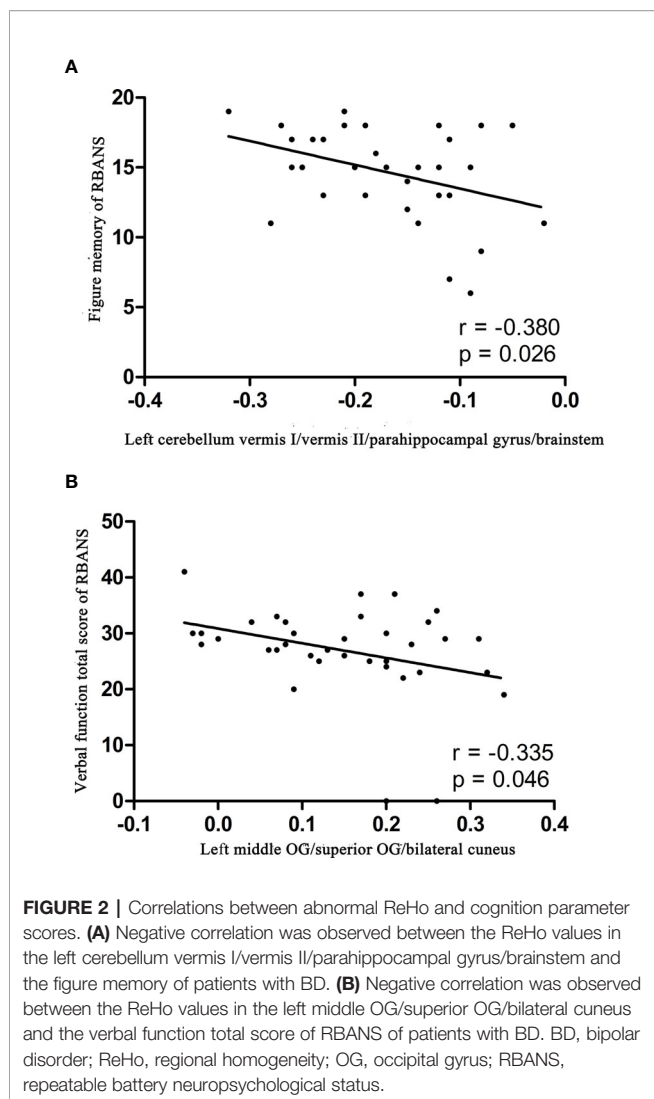 A
20
15
10
5
0
Figure memory of RBANS
r = -0.380
p = 0.026
-0.4 -0.3 -0.2 -0.1 0.0
Left cerebellum vermis I/vermis II/parahippocampal gyrus/brainstem
B
50
40
30
20
10
0
Verbal function total score of RBANS
r = -0.335
p = 0.046
-0.1 0.0 0.1 0.2 0.3 0.4
Left middle OG/superior OG/bilateral cuneus
FIGURE 2 | Correlations between abnormal ReHo and cognition parameter
scores. (A) Negative correlation was observed between the ReHo values in
the left cerebellum vermis I/vermis II/parahippocampal gyrus/brainstem and
the figure memory of patients with BD. (B) Negative correlation was observed
between the ReHo values in the left middle OG/superior OG/bilateral cuneus
and the verbal function total score of RBANS of patients with BD. BD, bipolar
disorder; ReHo, regional homogeneity; OG, occipital gyrus; RBANS,
repeatable battery neuropsychological status.